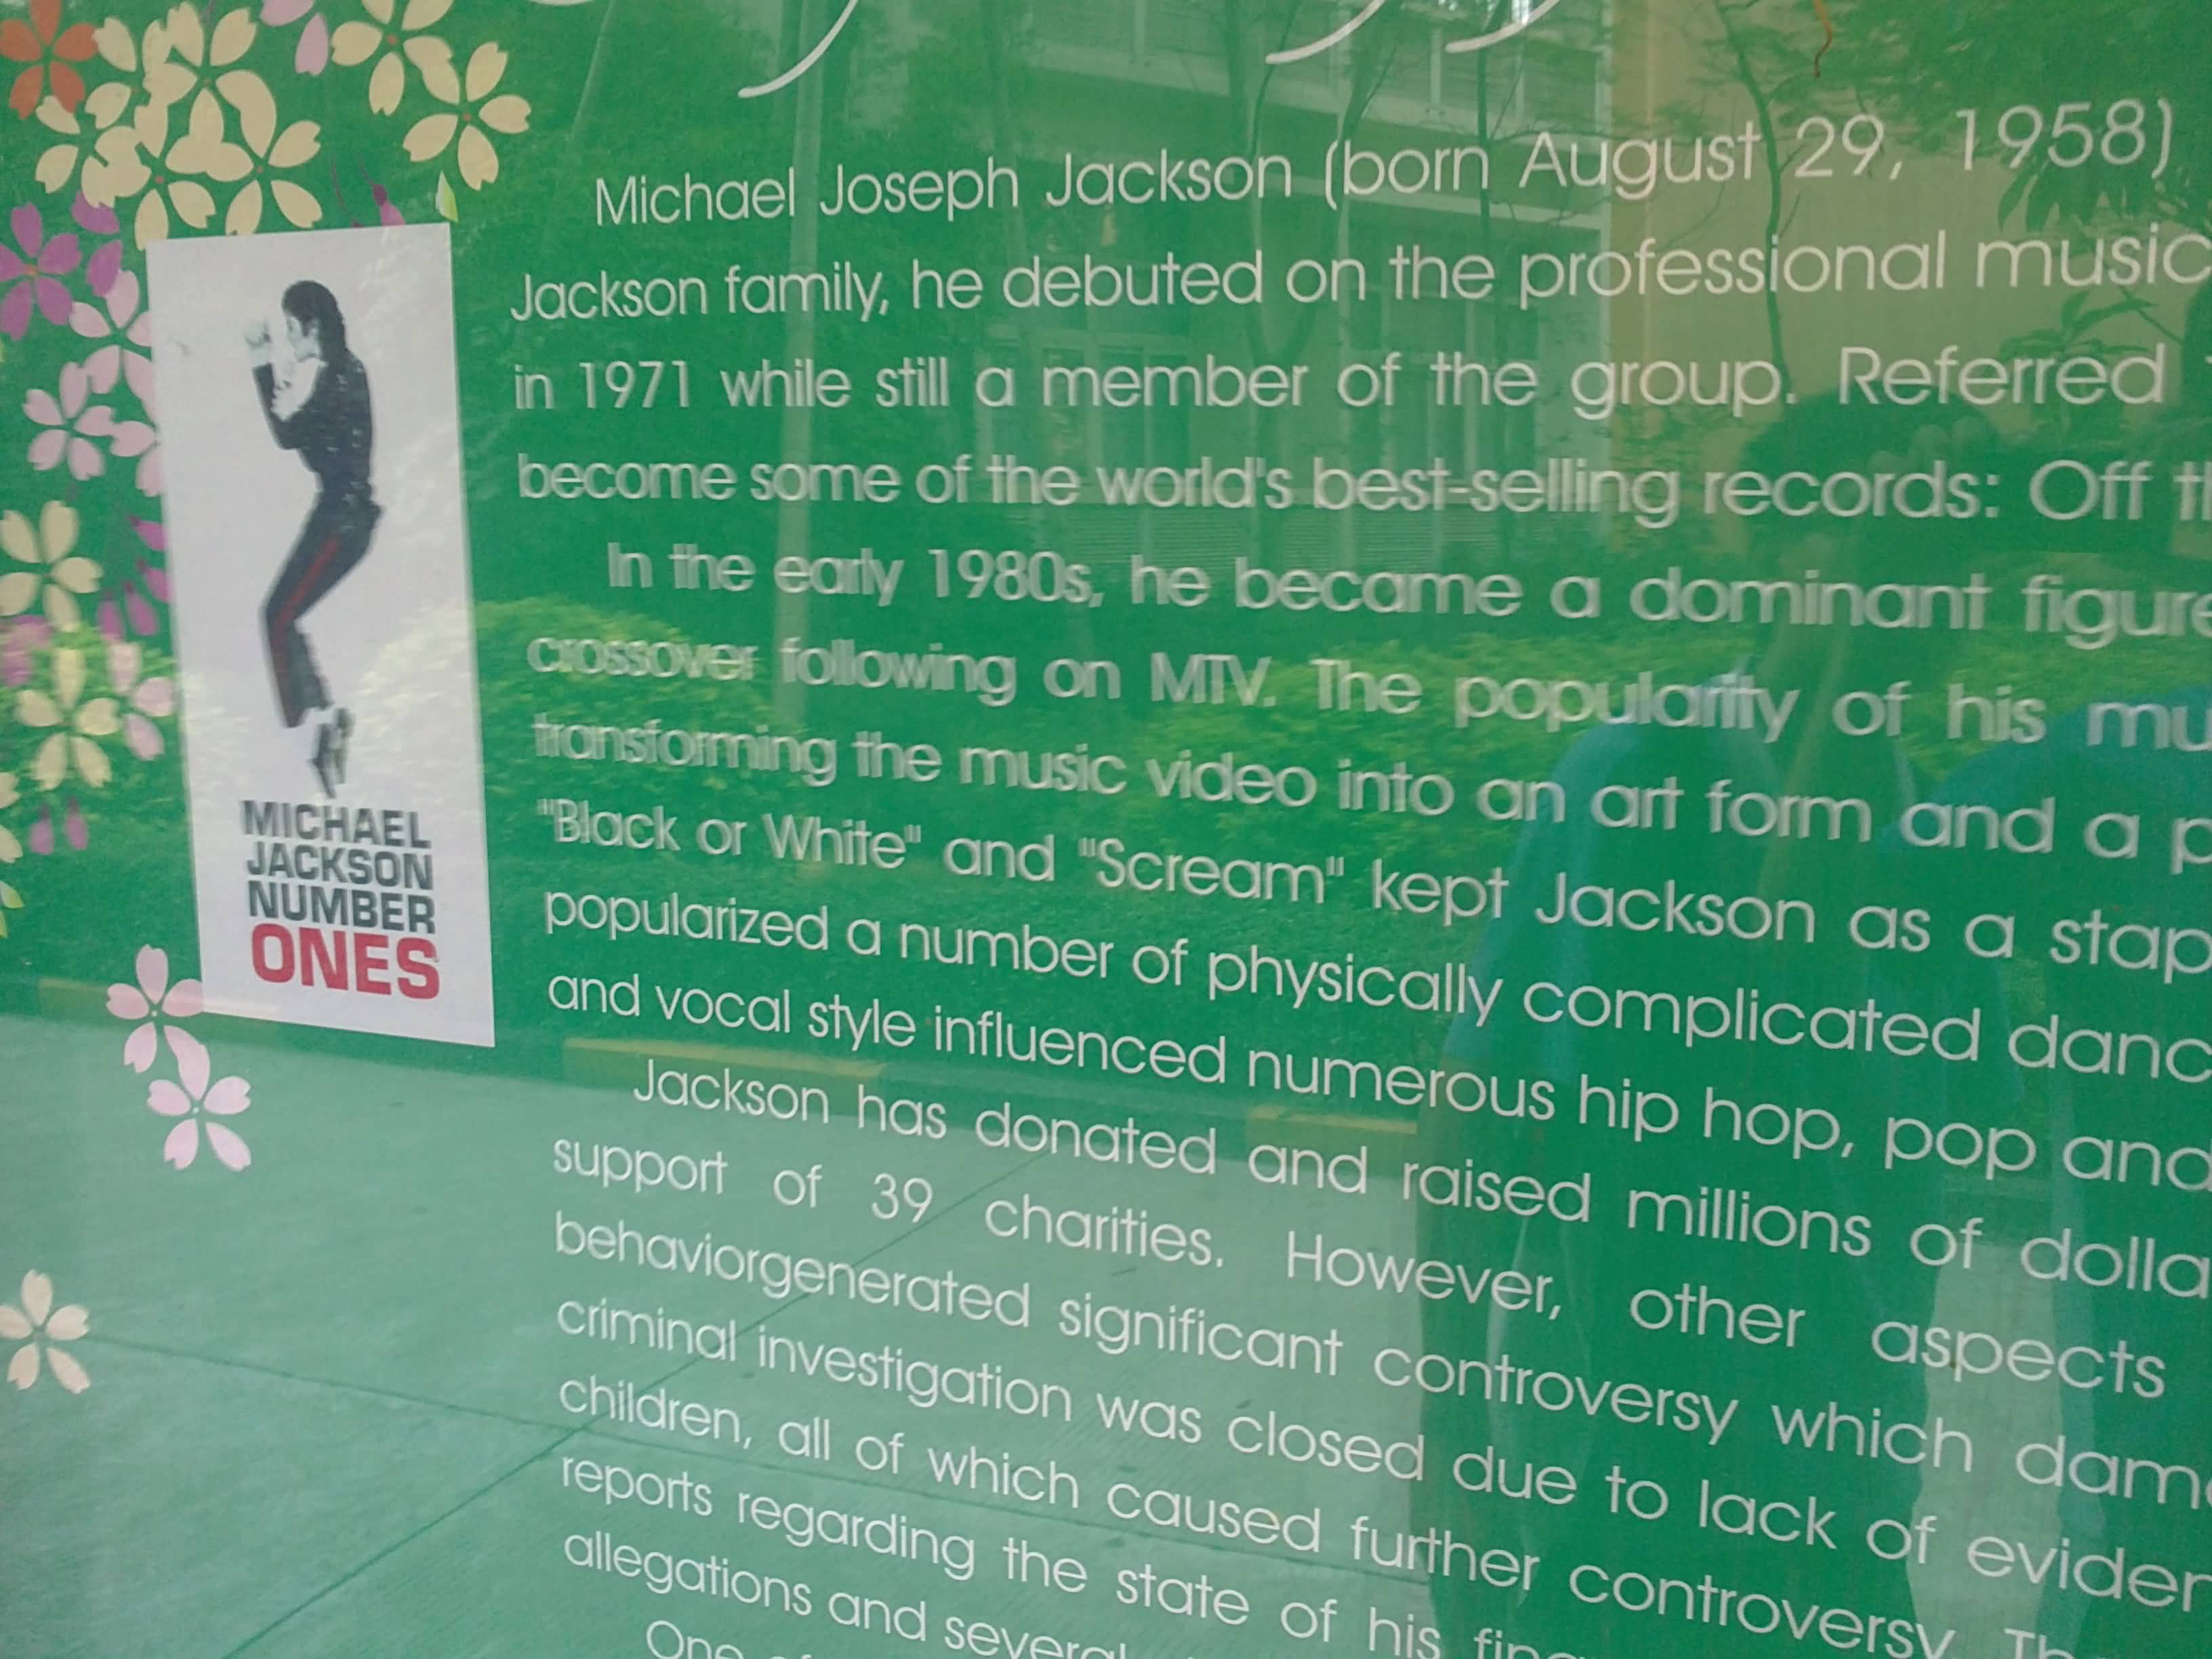 MICHAEL
JACKSON
NUMBER
ONES
Michael Joseph Jackson (born August 29, 1958)
Jackson family, he debuted on the professional music
in 1971 while still a member of the group. Referred
become some of the world's best-selling records: Off
In the early 1980s, he became a dominant figure
crossover following on MTV. The popularity of his
transforming the music video into an art form and a
"Black or White" and "Scream" kept Jackson as a
popularized a number of physically complicated
and vocal style influenced numerous hip hop, pop and
Jackson has donated and raised millions of
support of 39 charities. However, other aspects
behaviorgenerated significant controversy which
criminal investigation was closed due to lack of
children, all of which caused further controversy.
reports regarding the state of his
allegations and several
One